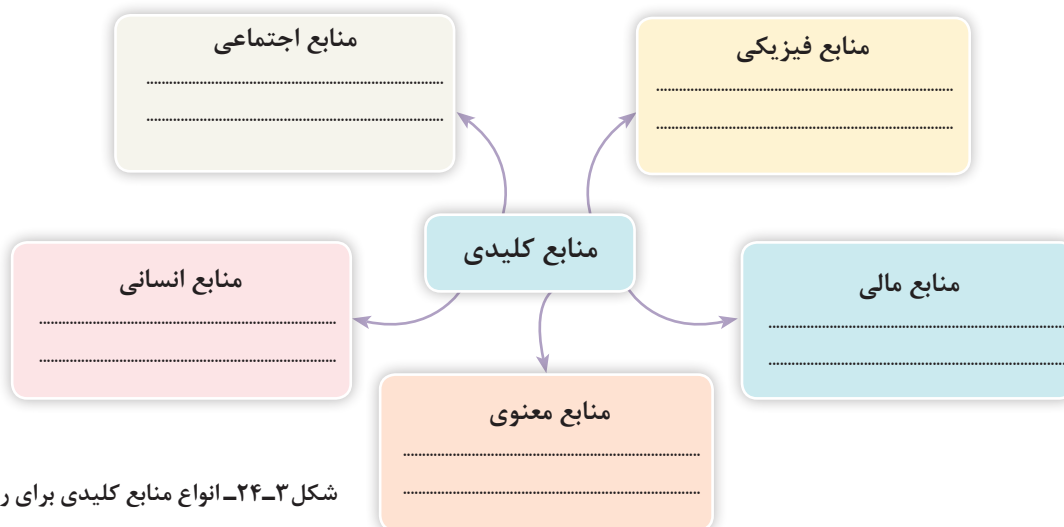 منابع فیزیکی
منابع اجتماعی
منابع کلیدی
منابع مالی
منابع انسانی
منابع معنوی
شکل ۳ــ۲۴ــ انواع منابع کلیدی برای